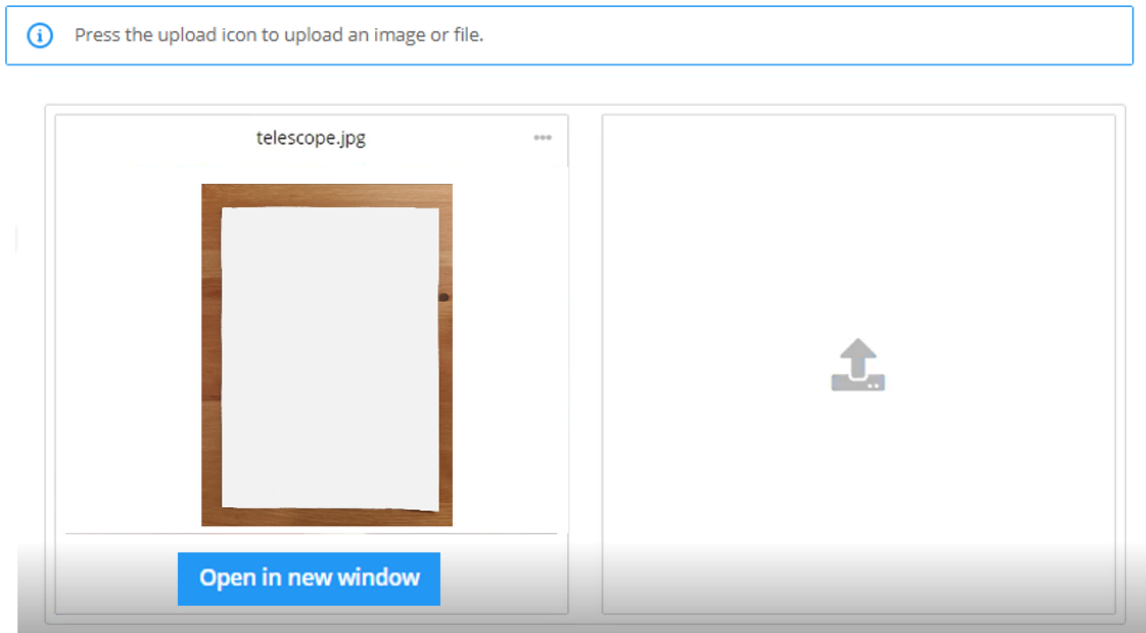 Press the upload icon to upload an image or file.
telescope.jpg
Open in new window